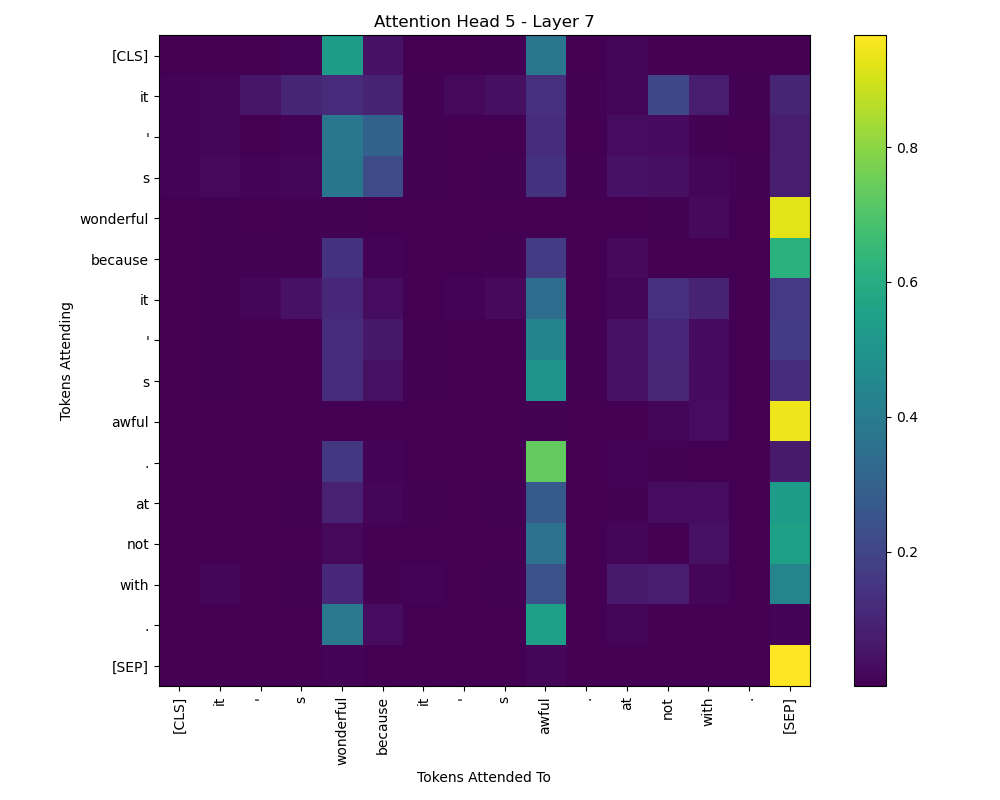 Attention Head 5 - Layer 7
[CLS]
it
'
s
wonderful
because
it
'
s
awful
.
at
not
with
.
[SEP]
Tokens Attending
[CLS]
it
'
s
wonderful
because
it
'
s
awful
.
at
not
with
.
[SEP]
Tokens Attended To
0.8
0.6
0.4
0.2